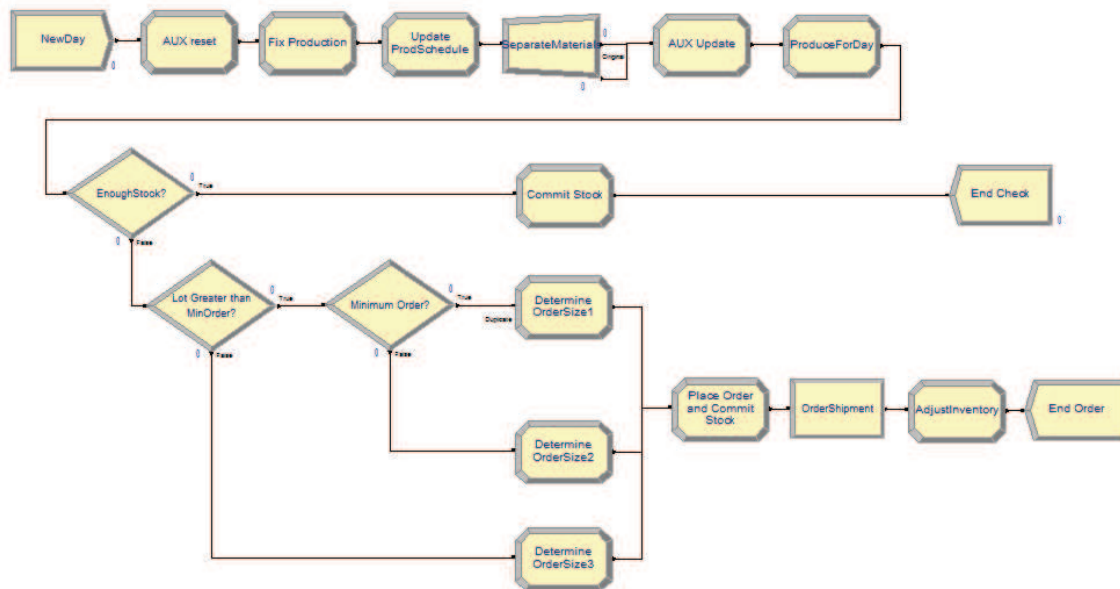 NewDay
0
AUX reset
Fix Production
Update
ProdSchedule
SeparateMaterial
0
Original
0
AUX Update
ProduceForDay
EnoughStock?
0
True
0
False
Commit Stock
End Check
0
Lot Greater than
MinOrder?
0
True
0
False
Minimum Order?
0
True
Duplicate
0
False
Determine
OrderSize1
Place Order
and Commit
Stock
OrderShipment
AdjustInventory
End Order
Determine
OrderSize2
Determine
OrderSize3